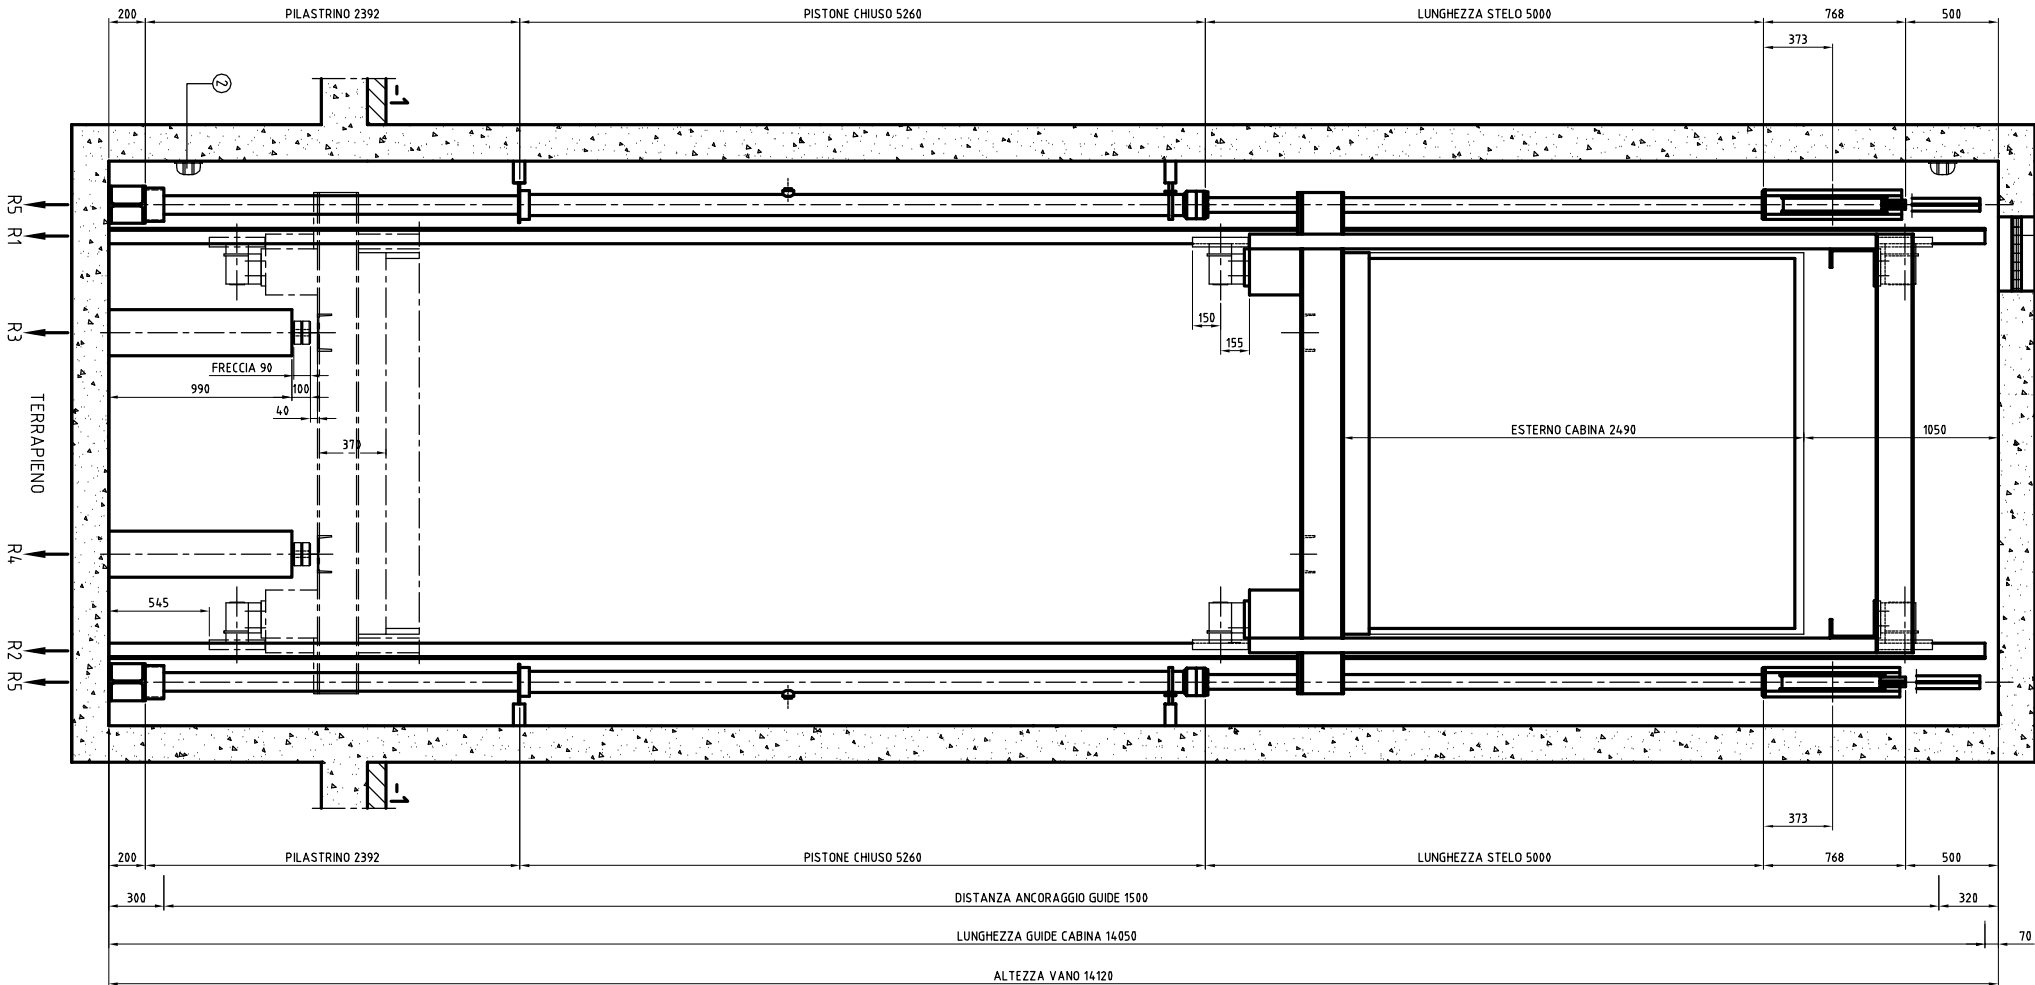 200
PILASTRINO 2392
PISTONE CHIUSO 5260
LUNGHEZZA STELO 5000
768
500
373
2
-1
R5
R1
R3
TERRAPIENO
R4
R2
R5
150
155
FRECCIA 90
990
100
40
370
ESTERNO CABINA 2490
1050
545
-1
373
200
PILASTRINO 2392
PISTONE CHIUSO 5260
LUNGHEZZA STELO 5000
768
500
300
DISTANZA ANCORAGGIO GUIDE 1500
320
LUNGHEZZA GUIDE CABINA 14050
70
ALTEZZA VANO 14120